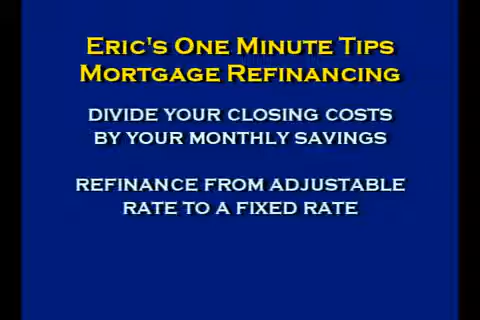 Eric's One Minute Tips
Mortgage Refinancing
divide your closing costs
by your monthly savings
refinance from adjustable
rate to a fixed rate